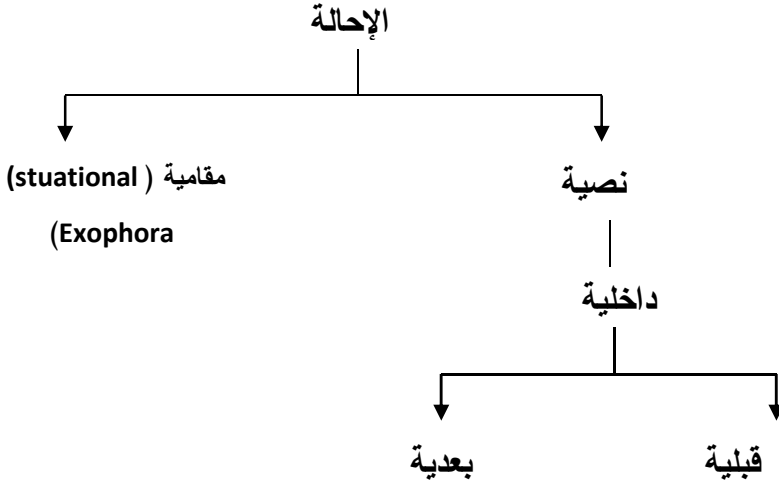 الإحالة
نصية
مقامية (stuational
Exophora)
داخلية
قبلية
بعدية